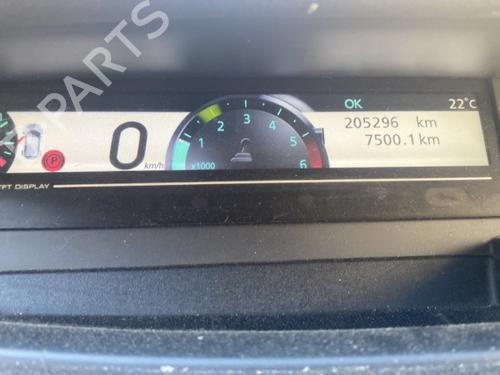 PARTS
OK 22°C
205296 km
7500.1 km
0 km/h
1 2 3 4 5 6
x1000
P
TFT DISPLAY